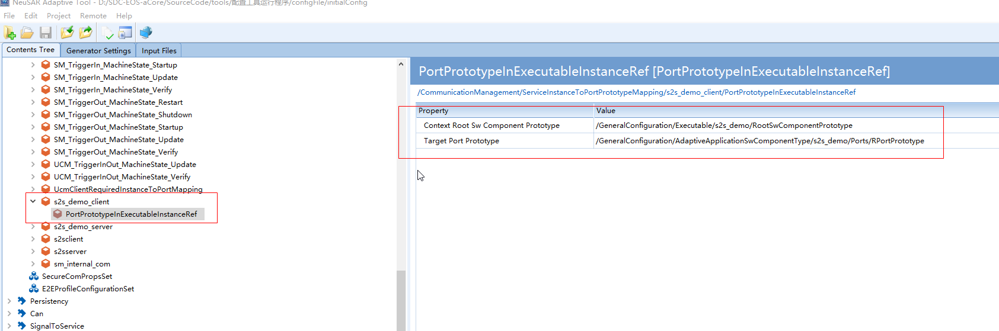 NeuSAR Adaptive Tool - D:/SDC-EOS-aCore/SourceCode/tools/配置工具运行程序/configFile/initialConfig
File Edit Project Remote Help
Contents Tree Generator Settings Input Files
SM_TriggerIn_MachineState_Startup
SM_TriggerIn_MachineState_Update
SM_TriggerIn_MachineState_Verify
SM_TriggerOut_MachineState_Restart
SM_TriggerOut_MachineState_Shutdown
SM_TriggerOut_MachineState_Startup
SM_TriggerOut_MachineState_Update
SM_TriggerOut_MachineState_Verify
UCM_TriggerInOut_MachineState_Update
UCM_TriggerInOut_MachineState_Verify
UcmClientRequiredInstanceToPortMapping
s2s_demo_client
PortPrototypeInExecutableInstanceRef
s2s_demo_server
s2sclient
s2sserver
sm_internal_com
SecureComPropsSet
E2EProfileConfigurationSet
Persistency
Can
SignalToService
PortPrototypeInExecutableInstanceRef [PortPrototypeInExecutableInstanceRef]
/CommunicationManagement/ServiceInstanceToPortPrototypeMapping/s2s_demo_client/PortPrototypeInExecutableInstanceRef
Property Value
Context Root Sw Component Prototype /GeneralConfiguration/Executable/s2s_demo/RootSwComponentPrototype
Target Port Prototype /GeneralConfiguration/AdaptiveApplicationSwComponentType/s2s_demo/Ports/RPortPrototype